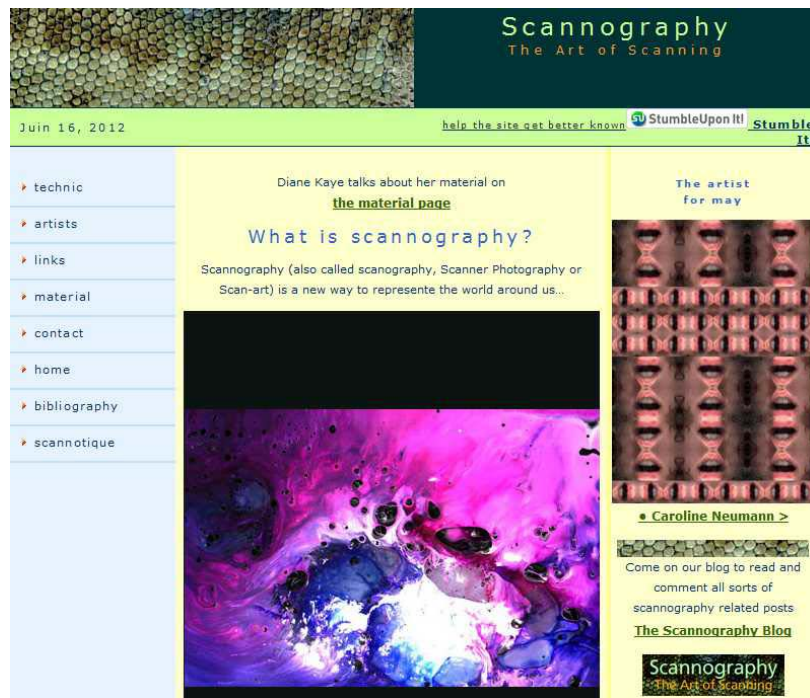 Scannography
The Art of Scanning
Juin 16, 2012
help the site get better known
StumbleUpon It!
Stumble
It
technic
artists
links
material
contact
home
bibliography
scannotique
Diane Kaye talks about her material on
the material page
What is scannography?
Scannography (also called scanography, Scanner Photography or
Scan-art) is a new way to represente the world around us...
The artist
for may
• Caroline Neumann >
Come on our blog to read and
comment all sorts of
scannography related posts
The Scannography Blog
Scannography
The Art of Scanning